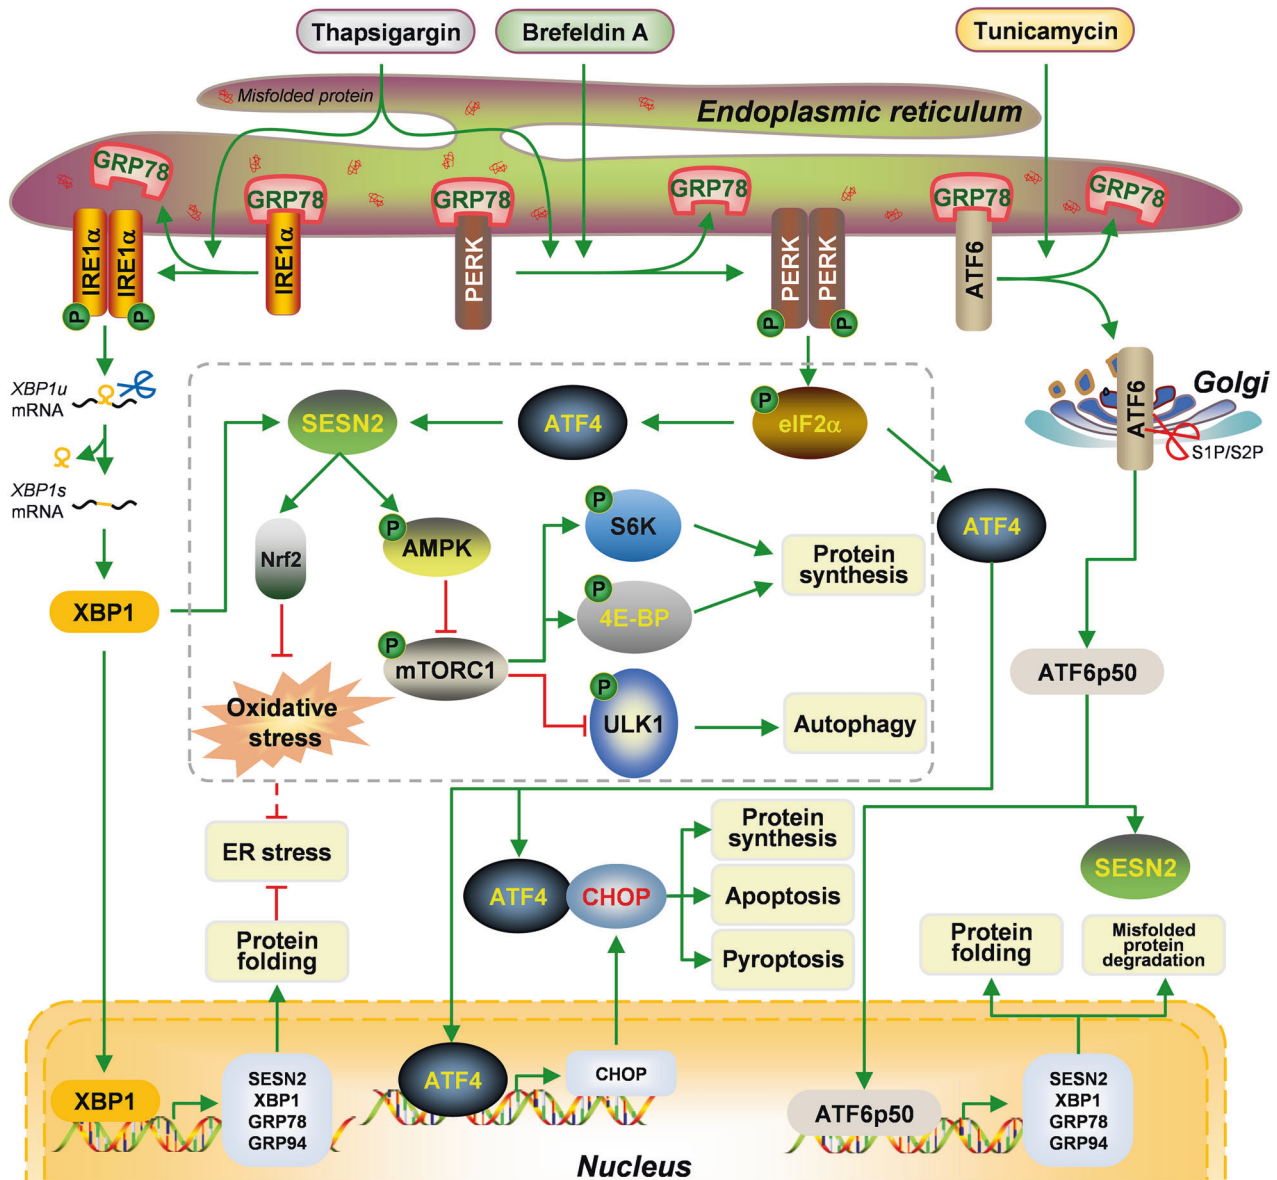 Thapsigargin
Brefeldin A
Tunicamycin
Misfolded protein
Endoplasmic reticulum
GRP78
GRP78
GRP78
GRP78
GRP78
GRP78
IRE1α
IRE1α
IRE1α
PERK
PERK
PERK
ATF6
P
P
P
P
XBP1u
mRNA
SESN2
ATF4
P
eIF2α
ATF6
Golgi
S1P/S2P
XBP1s
mRNA
Nrf2
P
AMPK
P
S6K
Protein
synthesis
ATF4
XBP1
P
4E-BP
P
mTORC1
ATF6p50
Oxidative
stress
P
ULK1
Autophagy
ER stress
Protein
synthesis
ATF4
CHOP
Apoptosis
SESN2
Protein
folding
Pyroptosis
Protein
folding
Misfolded
protein
degradation
XBP1
SESN2
XBP1
GRP78
GRP94
ATF4
CHOP
ATF6p50
SESN2
XBP1
GRP78
GRP94
Nucleus